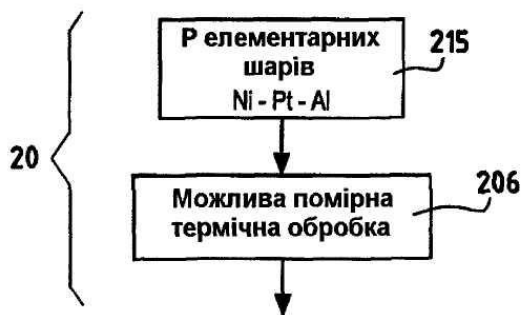 P елементарних
шарів
Ni - Pt - Al
215
20
Можлива помірна
термічна обробка
206